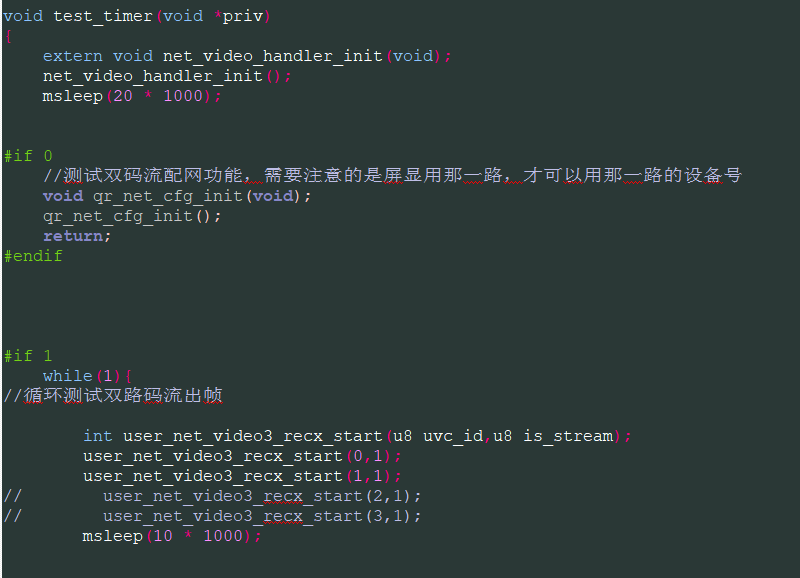 void test_timer(void *priv)
{
    extern void net_video_handler_init(void);
    net_video_handler_init();
    msleep(20 * 1000);
#if 0
    //测试双码流配网功能，需要注意的是屏显用那一路，才可以用那一路的设备号
    void qr_net_cfg_init(void);
    qr_net_cfg_init();
    return;
#endif
#if 1
    while(1){
//循环测试双路码流出帧
        int user_net_video3_recx_start(u8 uvc_id,u8 is_stream);
        user_net_video3_recx_start(0,1);
        user_net_video3_recx_start(1,1);
//        user_net_video3_recx_start(2,1);
//        user_net_video3_recx_start(3,1);
        msleep(10 * 1000);